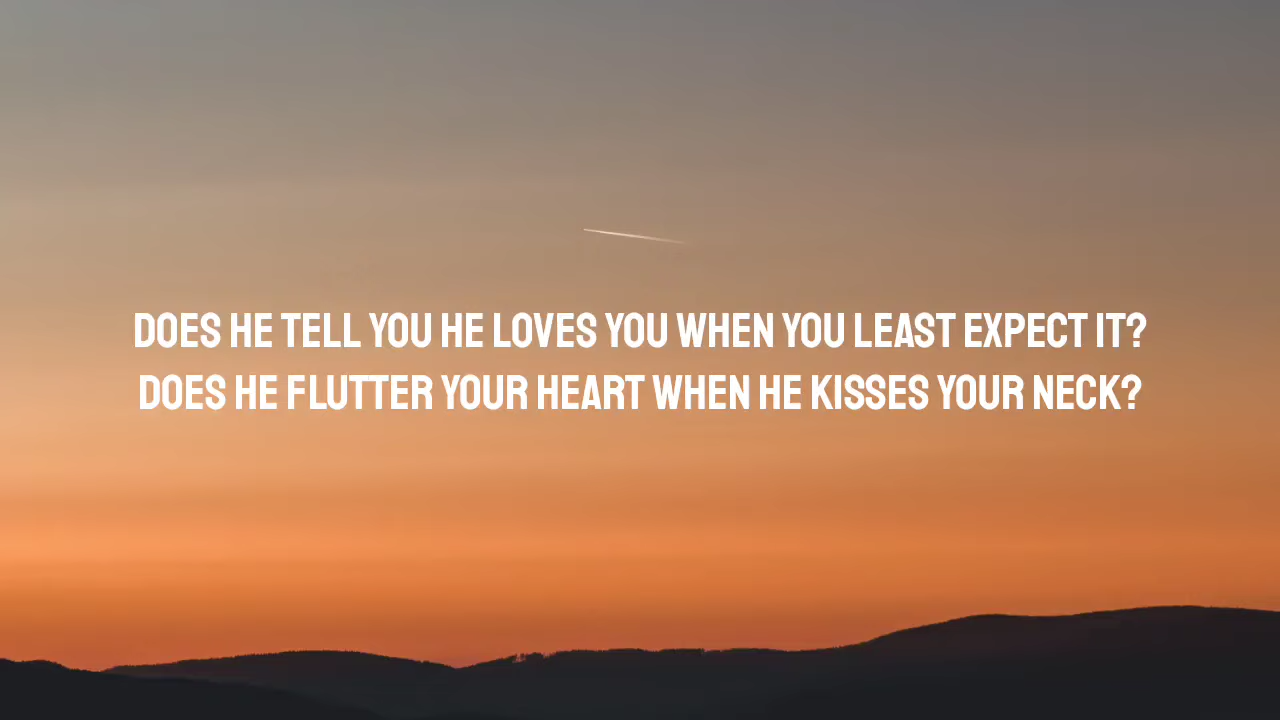 DOES HE TELL YOU HE LOVES YOU WHEN YOU LEAST EXPECT IT?
DOES HE FLUTTER YOUR HEART WHEN HE KISSES YOUR NECK?